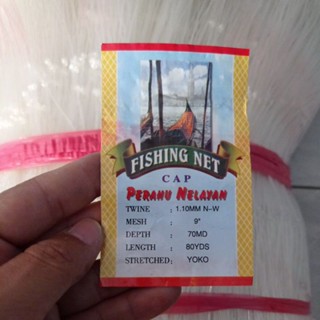 FISHING NET
CAP
PERAHU NELAYAN
TWINE : 1.10MM N-W
MESH : 9"
DEPTH : 70MD
LENGTH : 80YDS
STRETCHED: YOKO